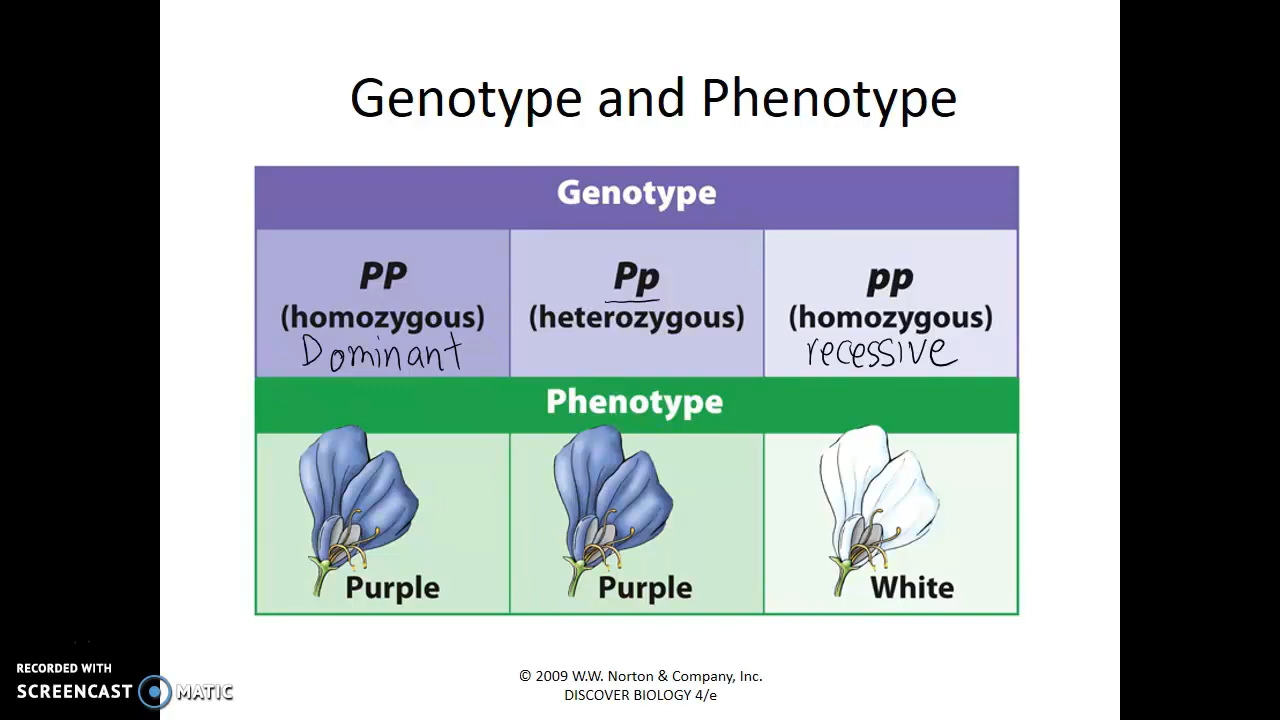 Genotype and Phenotype
Genotype
PP Pp pp
(homozygous) (heterozygous) (homozygous)
Dominant recessive
Phenotype
Purple Purple White
© 2009 W.W. Norton & Company, Inc.
DISCOVER BIOLOGY 4/e
RECORDED WITH
SCREENCAST MATIC